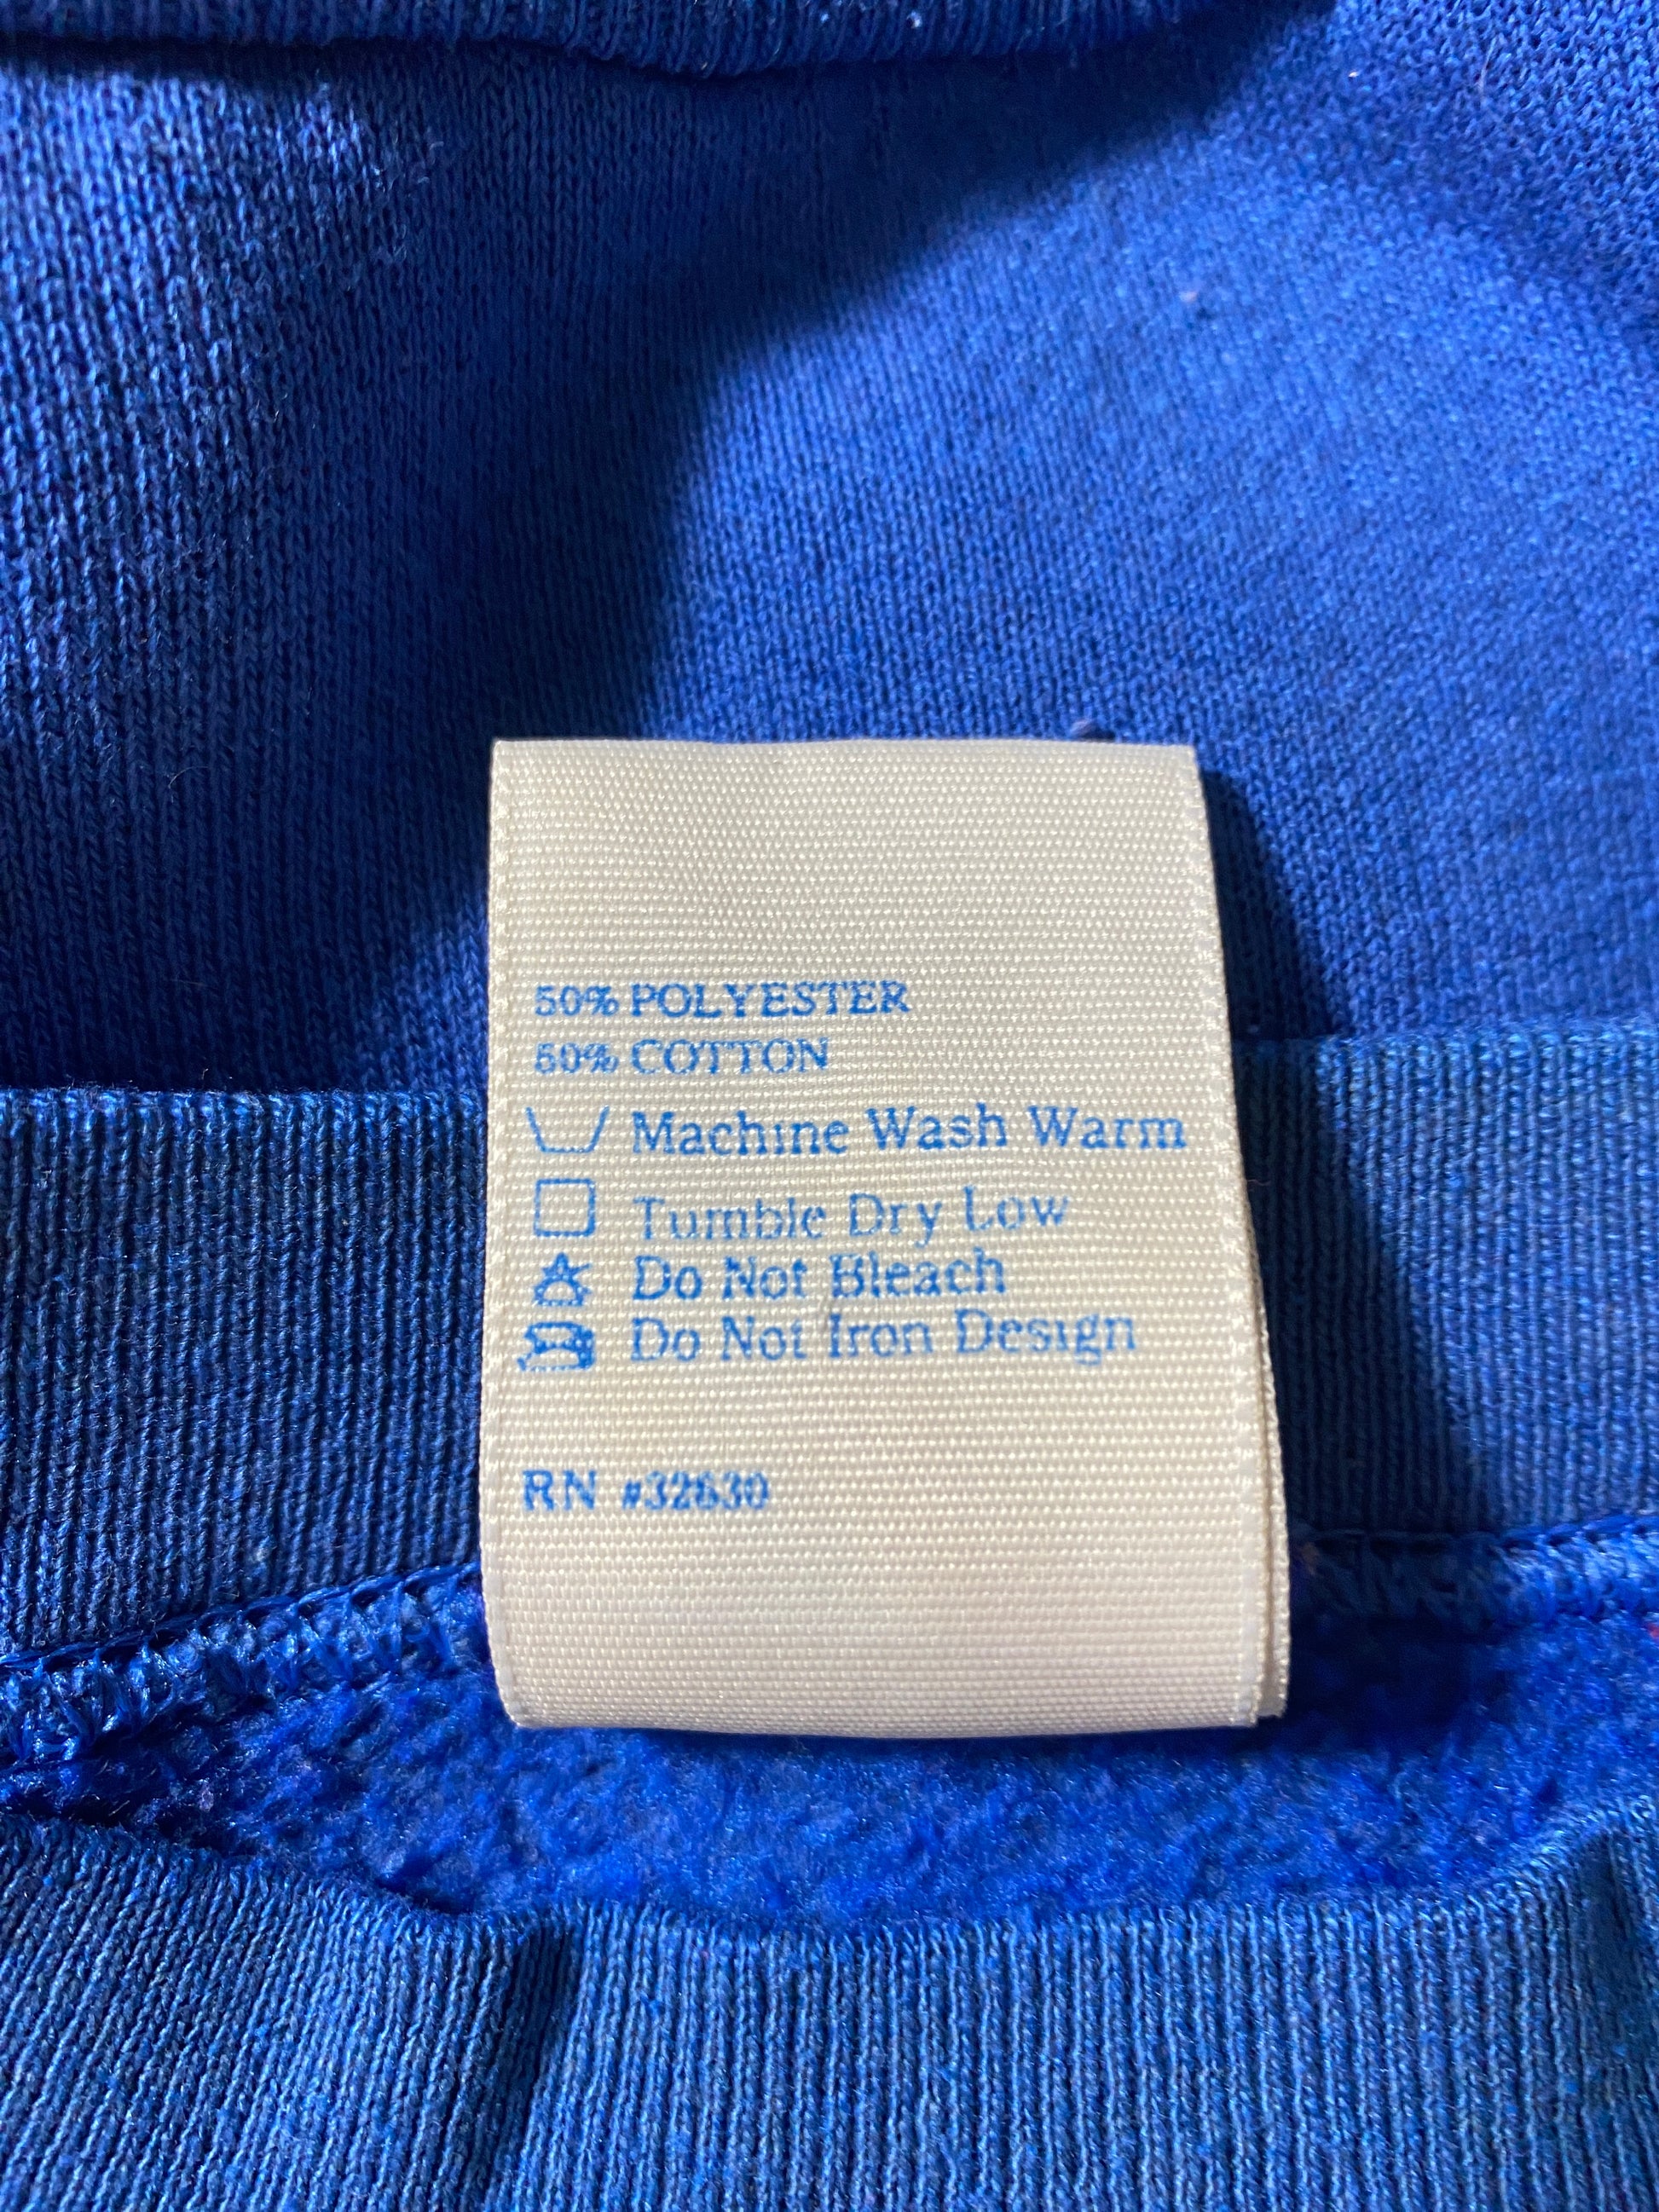 50% POLYESTER
50% COTTON
Machine Wash Warm
Tumble Dry Low
Do Not Bleach
Do Not Iron Design
RN #32630